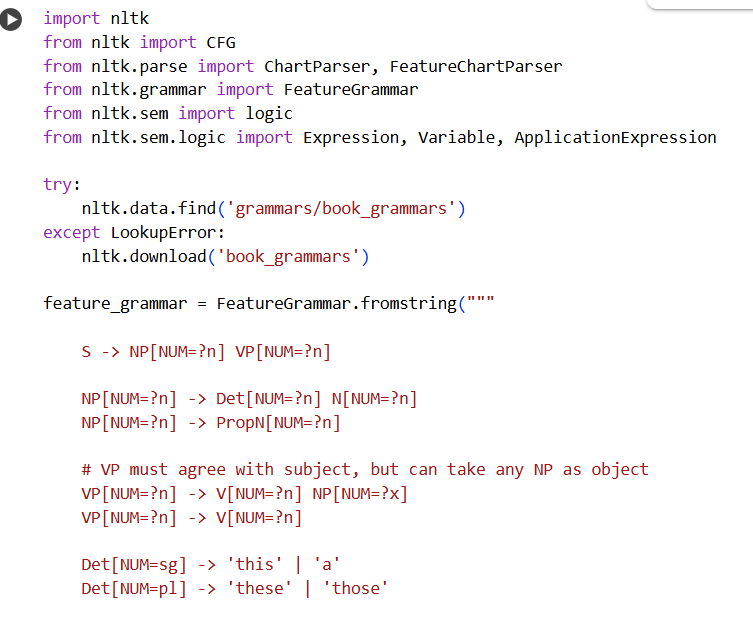 import nltk
from nltk import CFG
from nltk.parse import ChartParser, FeatureChartParser
from nltk.grammar import FeatureGrammar
from nltk.sem import logic
from nltk.sem.logic import Expression, Variable, ApplicationExpression

try:
    nltk.data.find('grammars/book_grammars')
except LookupError:
    nltk.download('book_grammars')

feature_grammar = FeatureGrammar.fromstring("""

    S -> NP[NUM=?n] VP[NUM=?n]

    NP[NUM=?n] -> Det[NUM=?n] N[NUM=?n]
    NP[NUM=?n] -> PropN[NUM=?n]

    # VP must agree with subject, but can take any NP as object
    VP[NUM=?n] -> V[NUM=?n] NP[NUM=?x]
    VP[NUM=?n] -> V[NUM=?n]

    Det[NUM=sg] -> 'this' | 'a'
    Det[NUM=pl] -> 'these' | 'those'